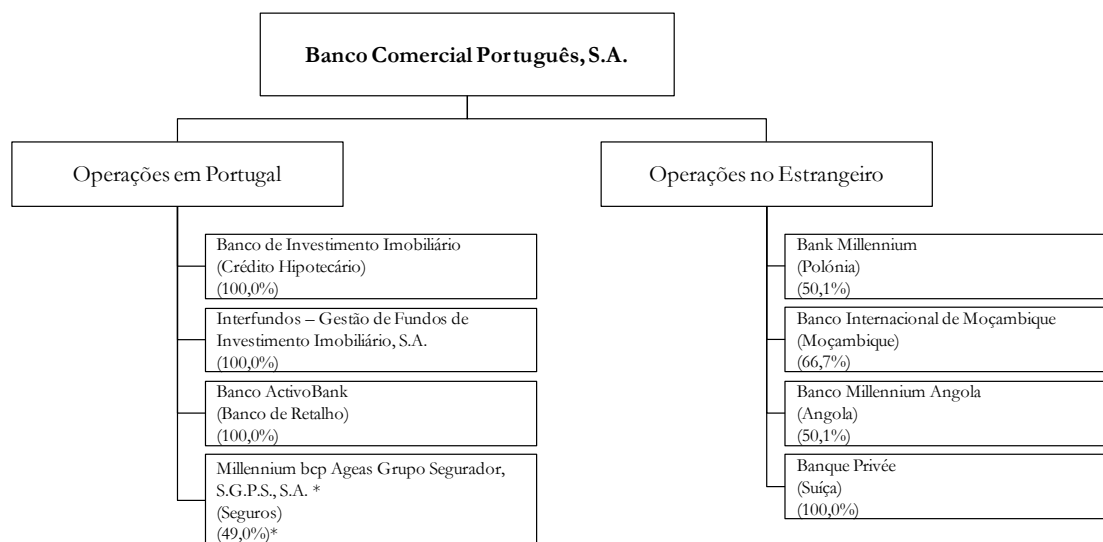 Banco Comercial Português, S.A.
Operações em Portugal
Banco de Investimento Imobiliário
(Crédito Hipotecário)
(100,0%)
Interfundos – Gestão de Fundos de
Investimento Imobiliário, S.A.
(100,0%)
Banco ActivoBank
(Banco de Retalho)
(100,0%)
Millennium bcp Ageas Grupo Segurador,
S.G.P.S., S.A. *
(Seguros)
(49,0%)*
Operações no Estrangeiro
Bank Millennium
(Polónia)
(50,1%)
Banco Internacional de Moçambique
(Moçambique)
(66,7%)
Banco Millennium Angola
(Angola)
(50,1%)
Banque Privée
(Suíça)
(100,0%)